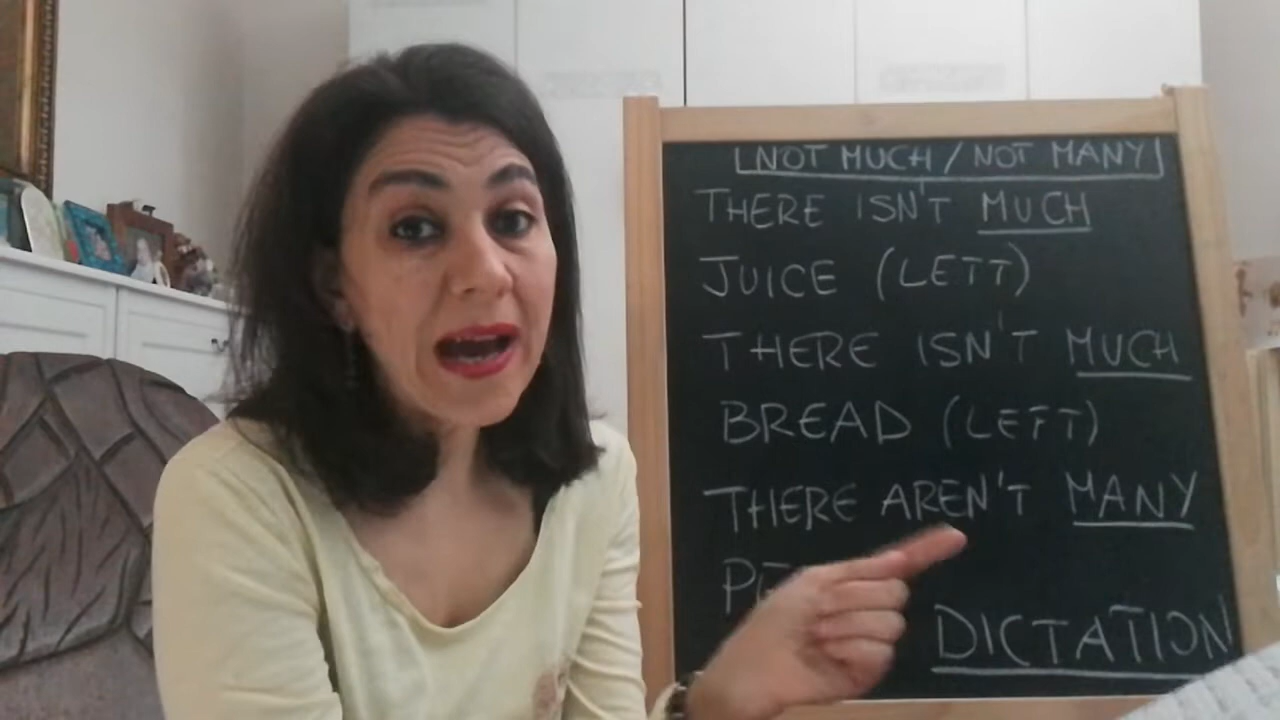 NOT MUCH / NOT MANY
THERE ISN'T MUCH
JUICE (LEFT)
THERE ISN'T MUCH
BREAD (LEFT)
THERE AREN'T MANY
DICTATION